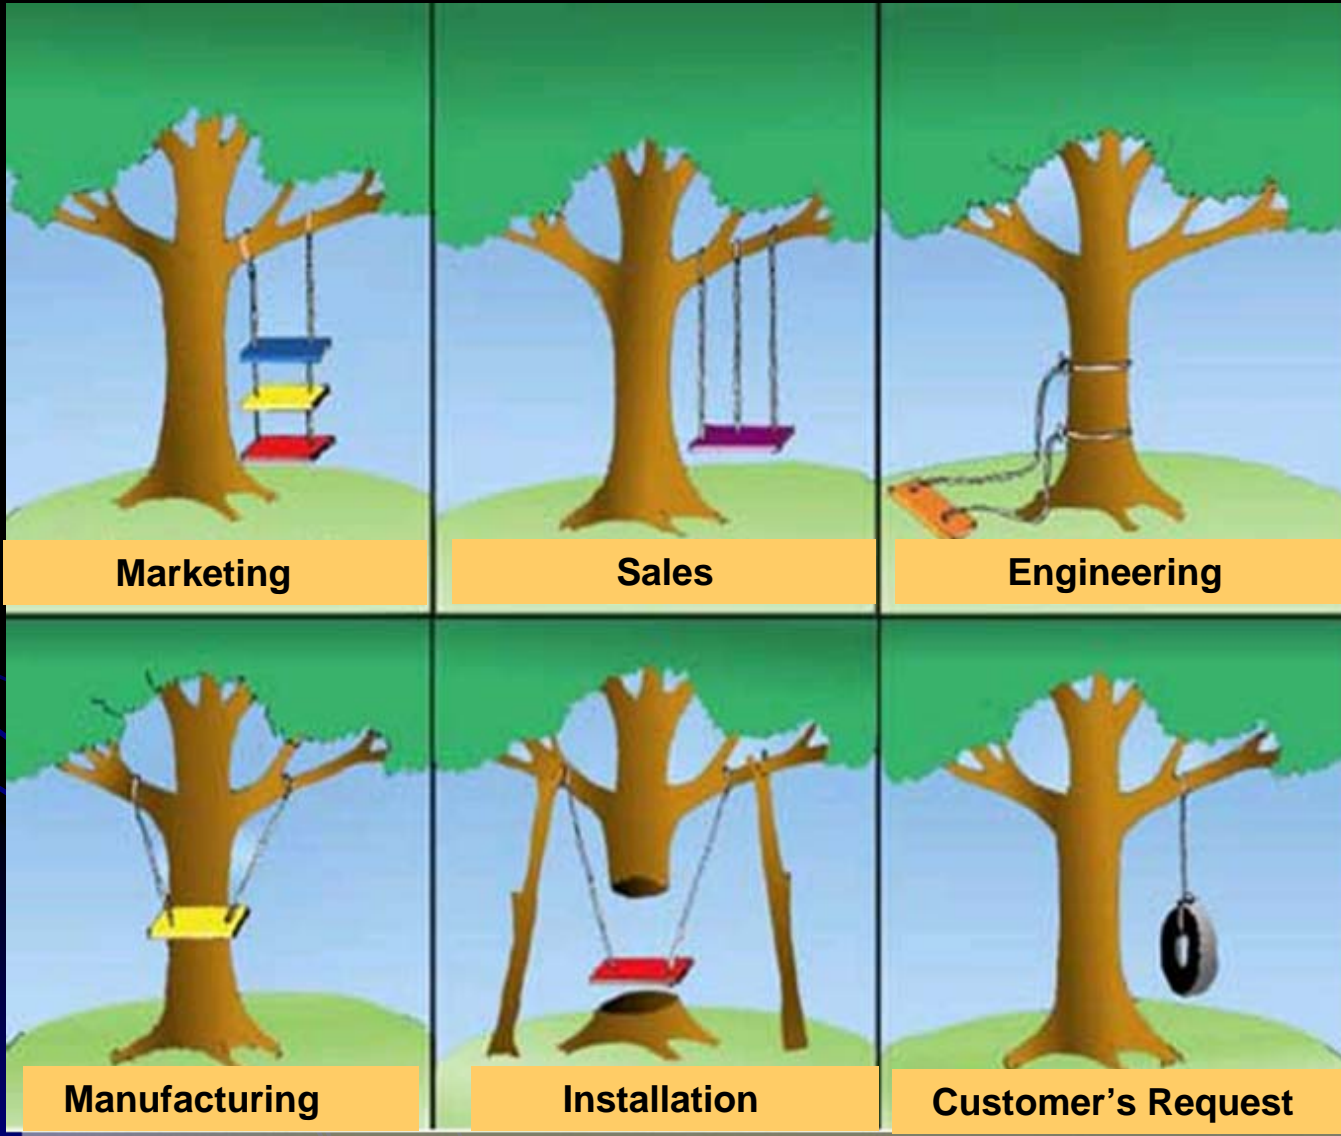 Marketing
Sales
Engineering
Manufacturing
Installation
Customer’s Request